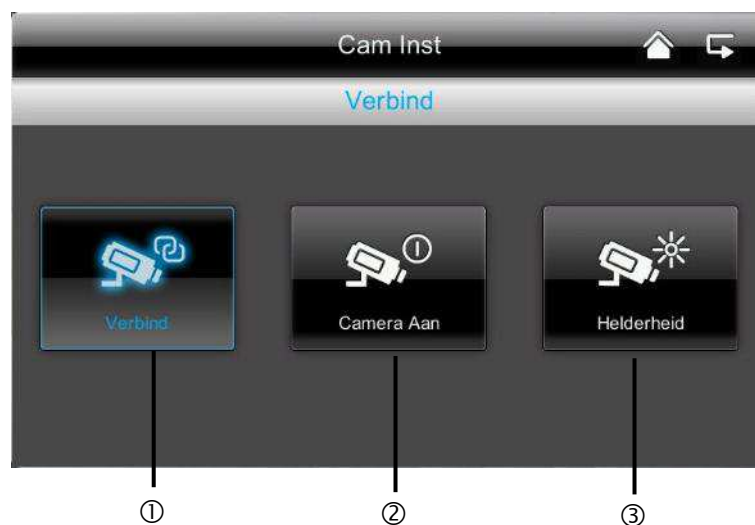 Cam Inst
Verbind
Verbind
Camera Aan
Helderheid
① ② ③